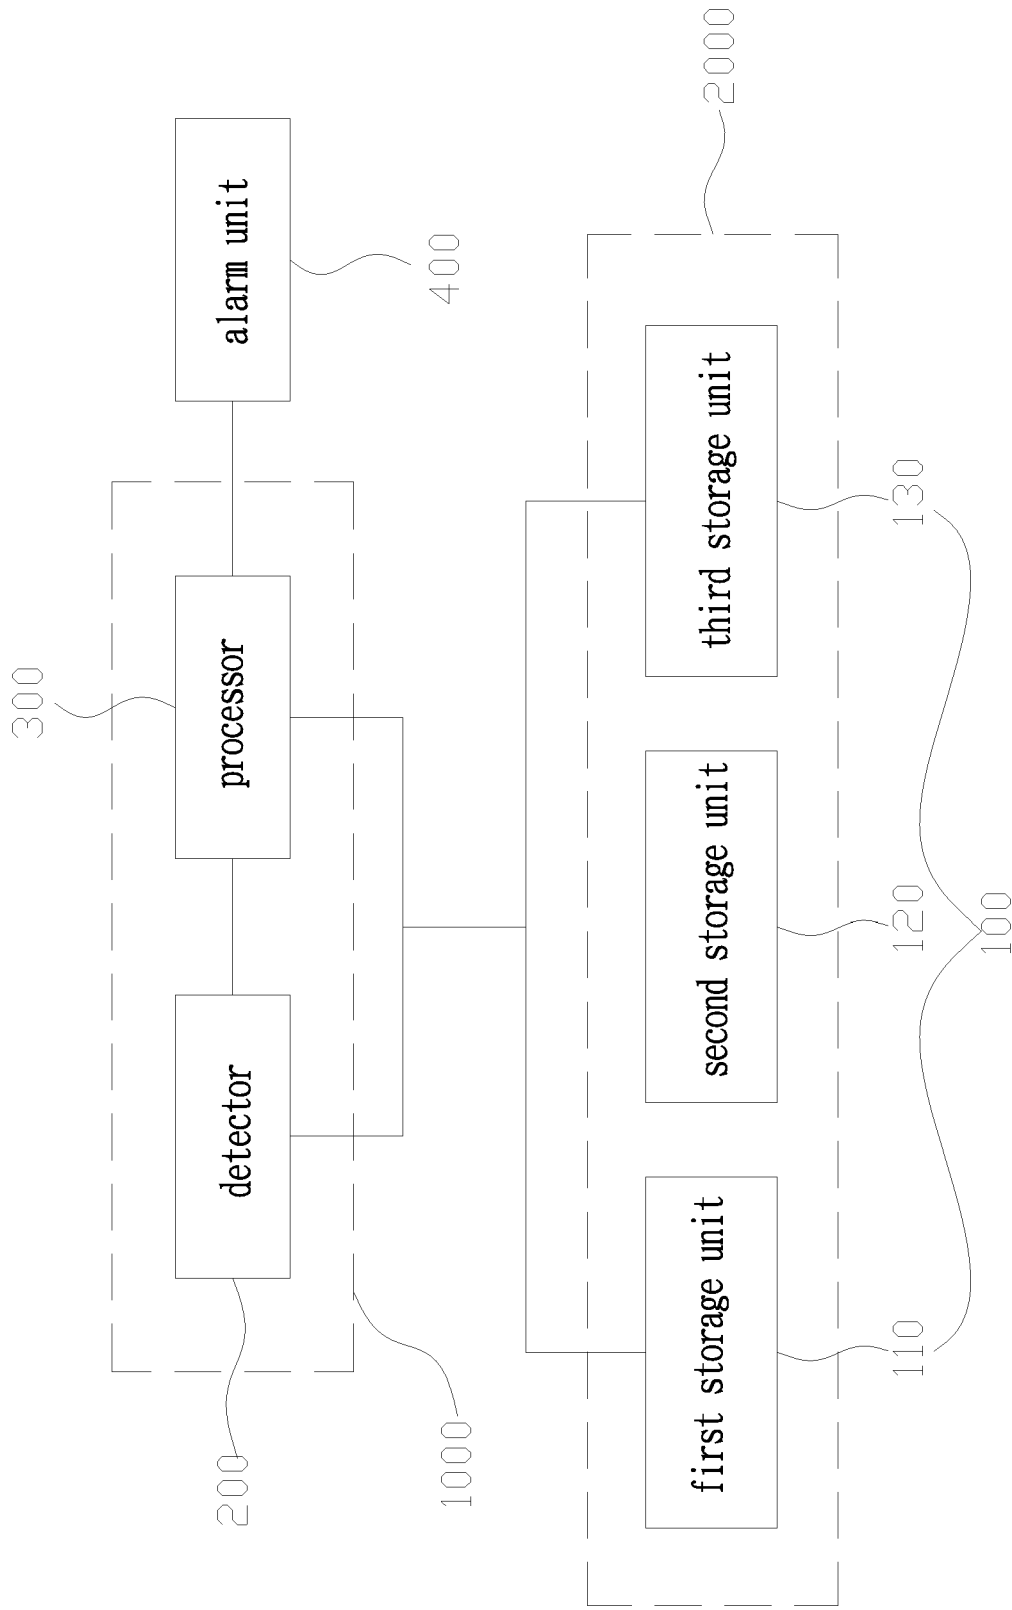 300
200
detector
processor
alarm unit
1000
400
2000
first storage unit
second storage unit
third storage unit
110
120
130
100